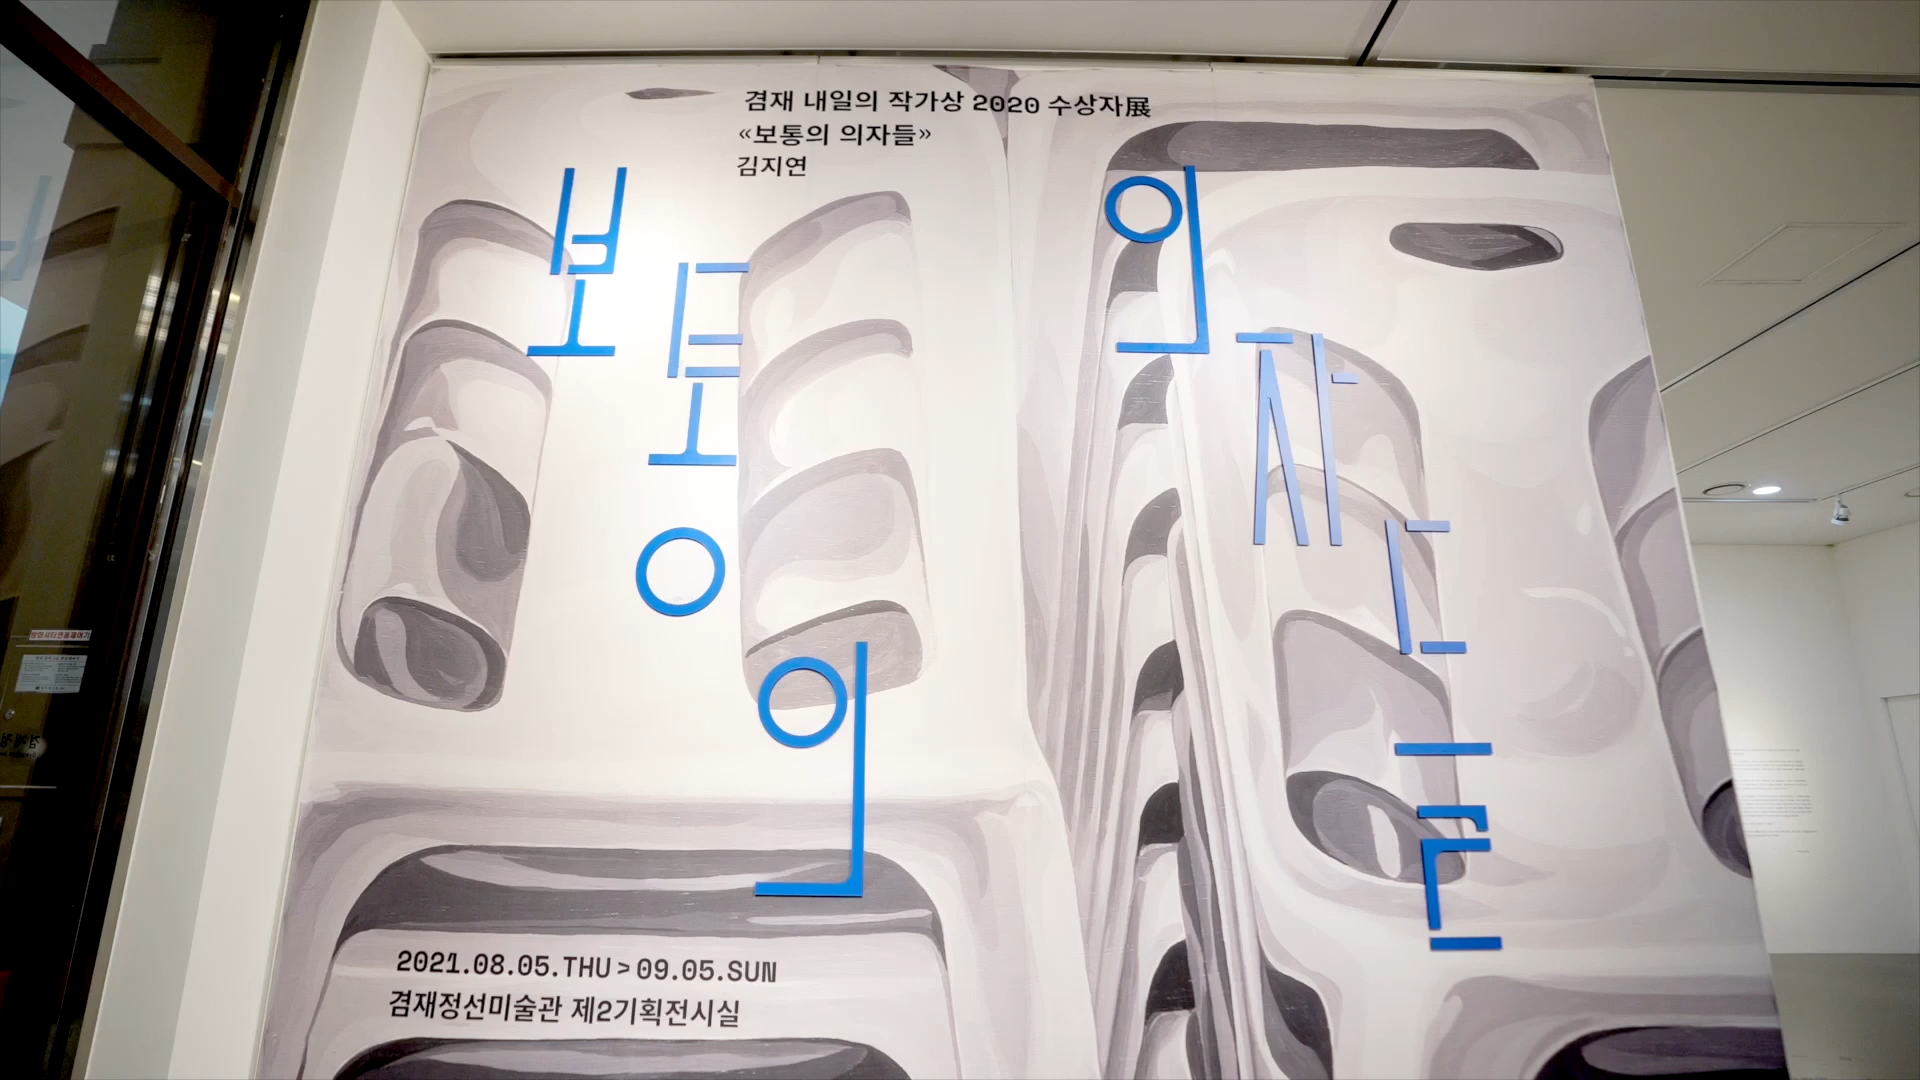 겸재 내일의 작가상 2020 수상자展
«보통의 의자들»
김지연
보통의
의자들
2021.08.05.THU > 09.05.SUN
겸재정선미술관 제2기획전시실